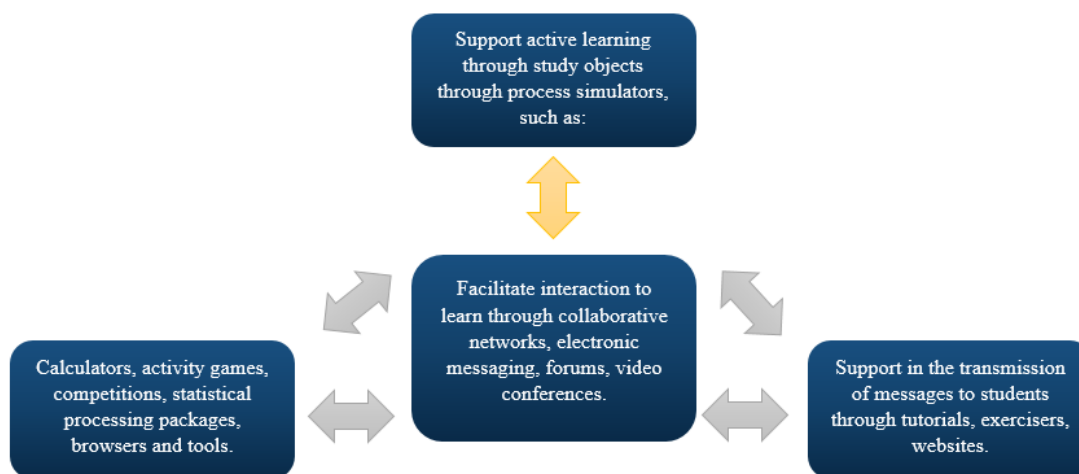 Support active learning
through study objects
through process simulators,
such as:
Facilitate interaction to
learn through collaborative
networks, electronic
messaging, forums, video
conferences.
Calculators, activity games,
competitions, statistical
processing packages,
browsers and tools.
Support in the transmission
of messages to students
through tutorials, exercisers,
websites.